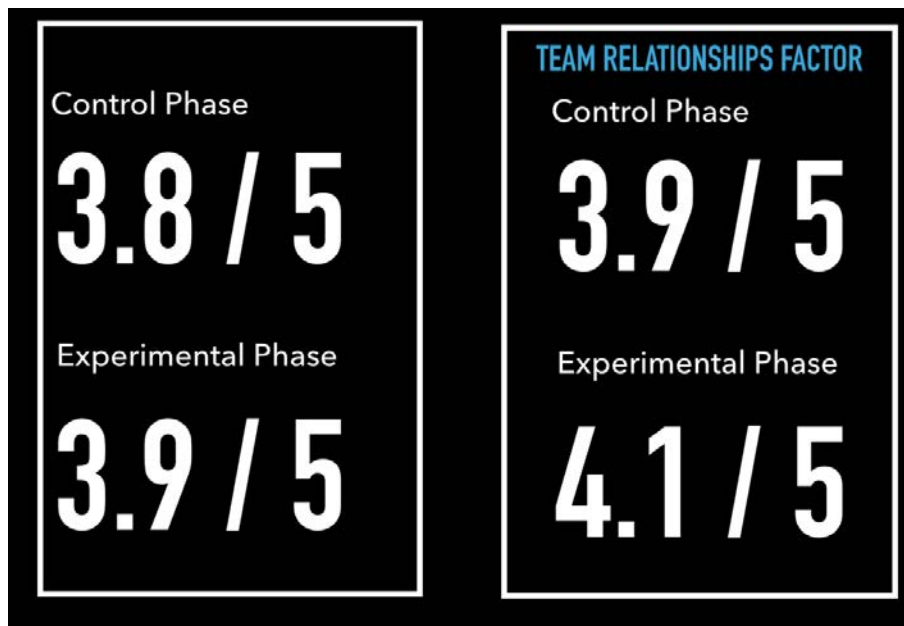 Control Phase
3.8 / 5
Experimental Phase
3.9 / 5
TEAM RELATIONSHIPS FACTOR
Control Phase
3.9 / 5
Experimental Phase
4.1 / 5